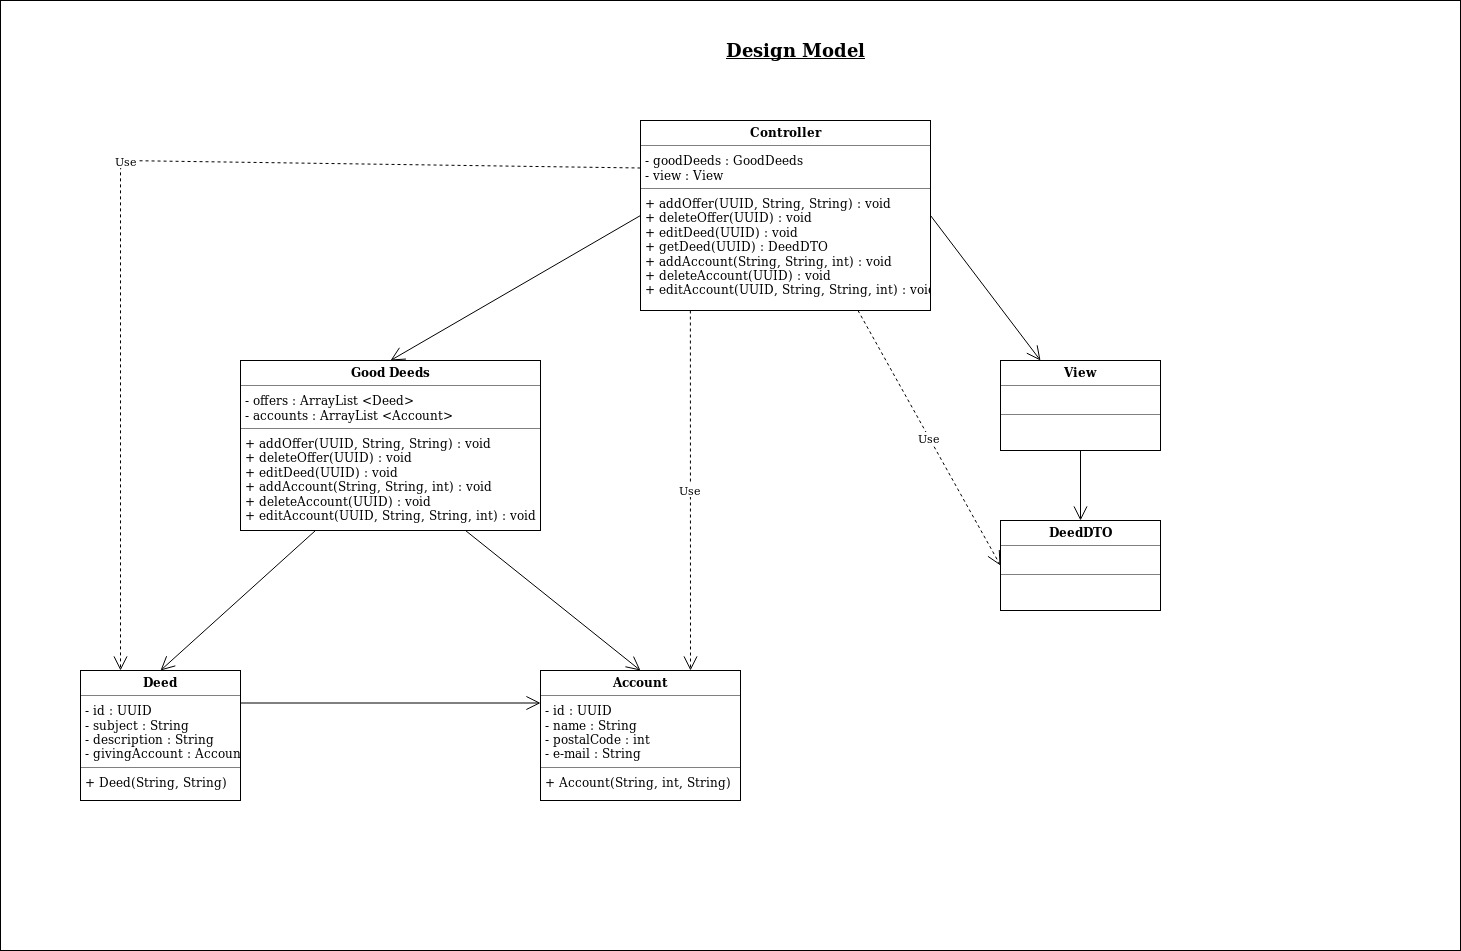 Design Model
Controller
- goodDeeds : GoodDeeds
- view : View
+ addOffer(UUID, String, String) : void
+ deleteOffer(UUID) : void
+ editDeed(UUID) : void
+ getDeed(UUID) : DeedDTO
+ addAccount(String, String, int) : void
+ deleteAccount(UUID) : void
+ editAccount(UUID, String, String, int) : voi
Use
Good Deeds
- offers : ArrayList <Deed>
- accounts : ArrayList <Account>
+ addOffer(UUID, String, String) : void
+ deleteOffer(UUID) : void
+ editDeed(UUID) : void
+ addAccount(String, String, int) : void
+ deleteAccount(UUID) : void
+ editAccount(UUID, String, String, int) : void
View
Use
Use
DeedDTO
Deed
- id : UUID
- subject : String
- description : String
- givingAccount : Accoun
+ Deed(String, String)
Account
- id : UUID
- name : String
- postalCode : int
- e-mail : String
+ Account(String, int, String)